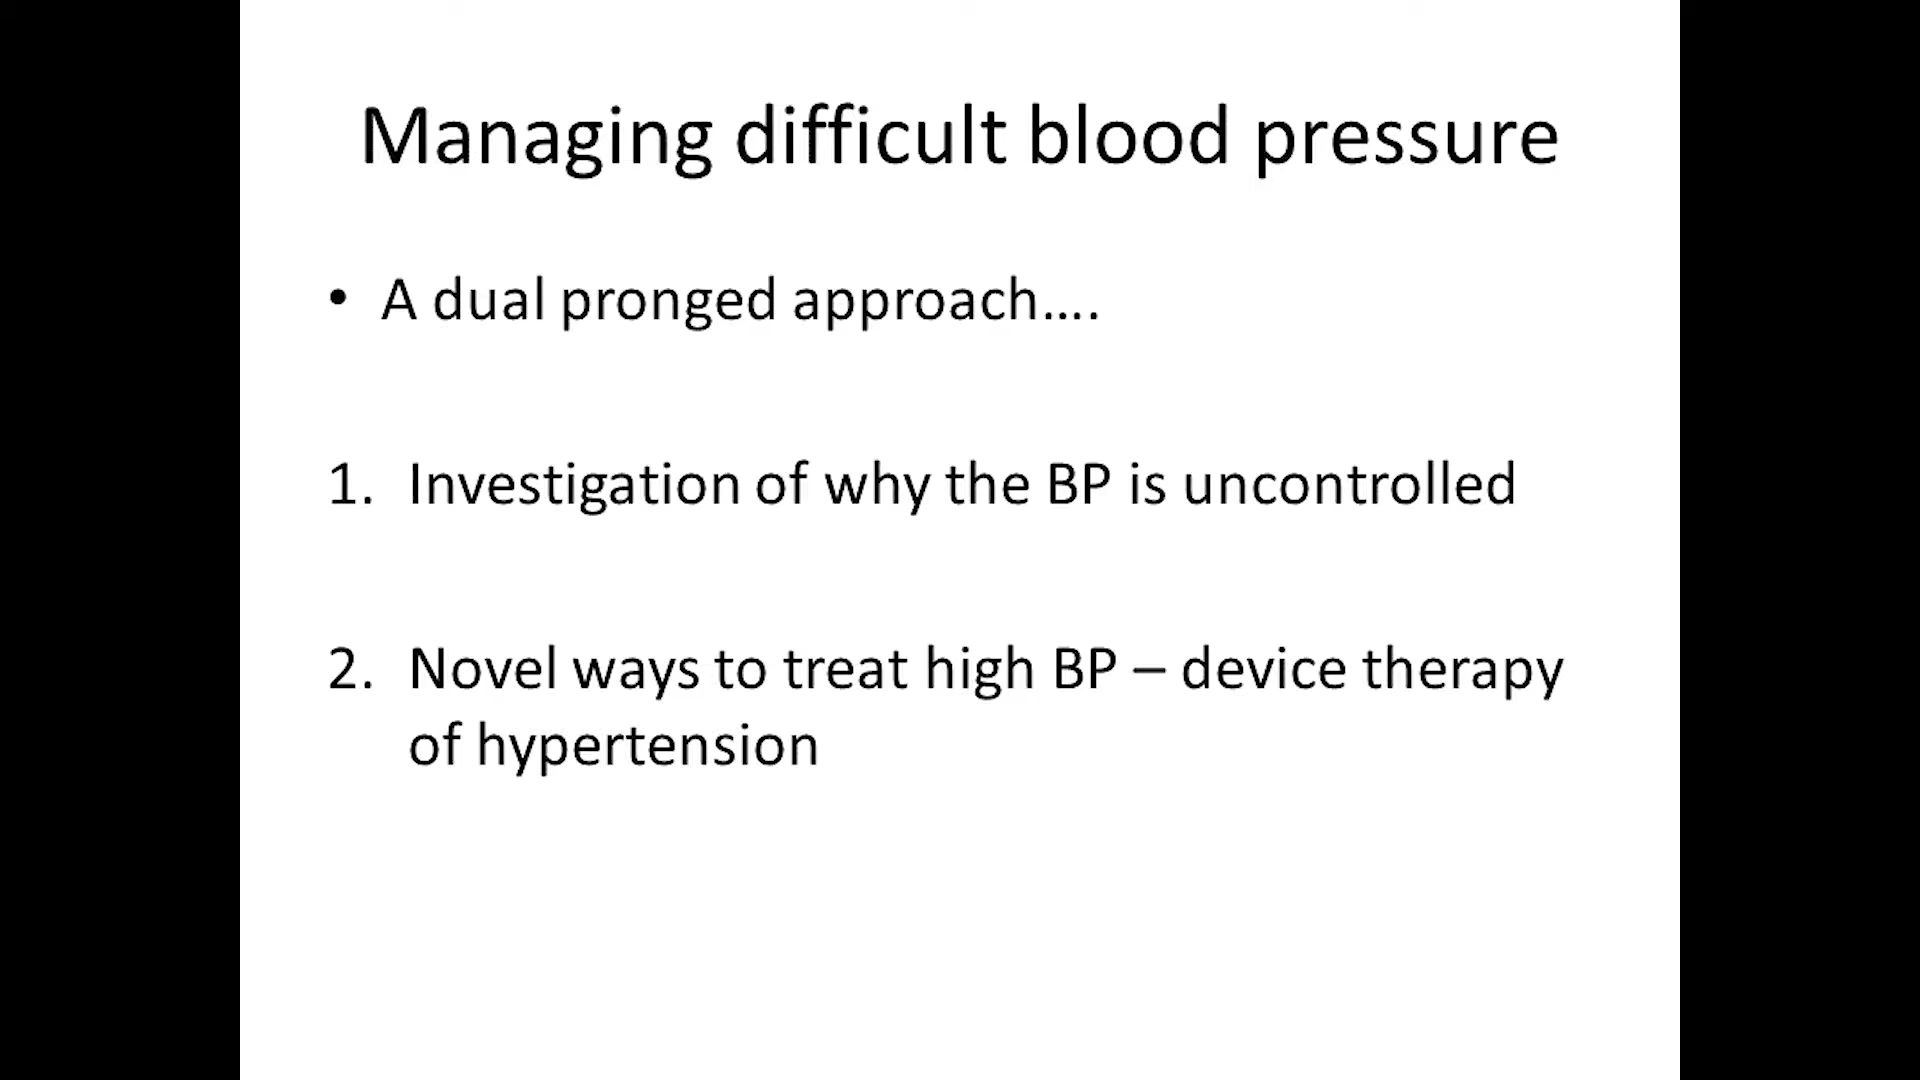 Managing difficult blood pressure
• A dual pronged approach....
1. Investigation of why the BP is uncontrolled
2. Novel ways to treat high BP – device therapy
of hypertension